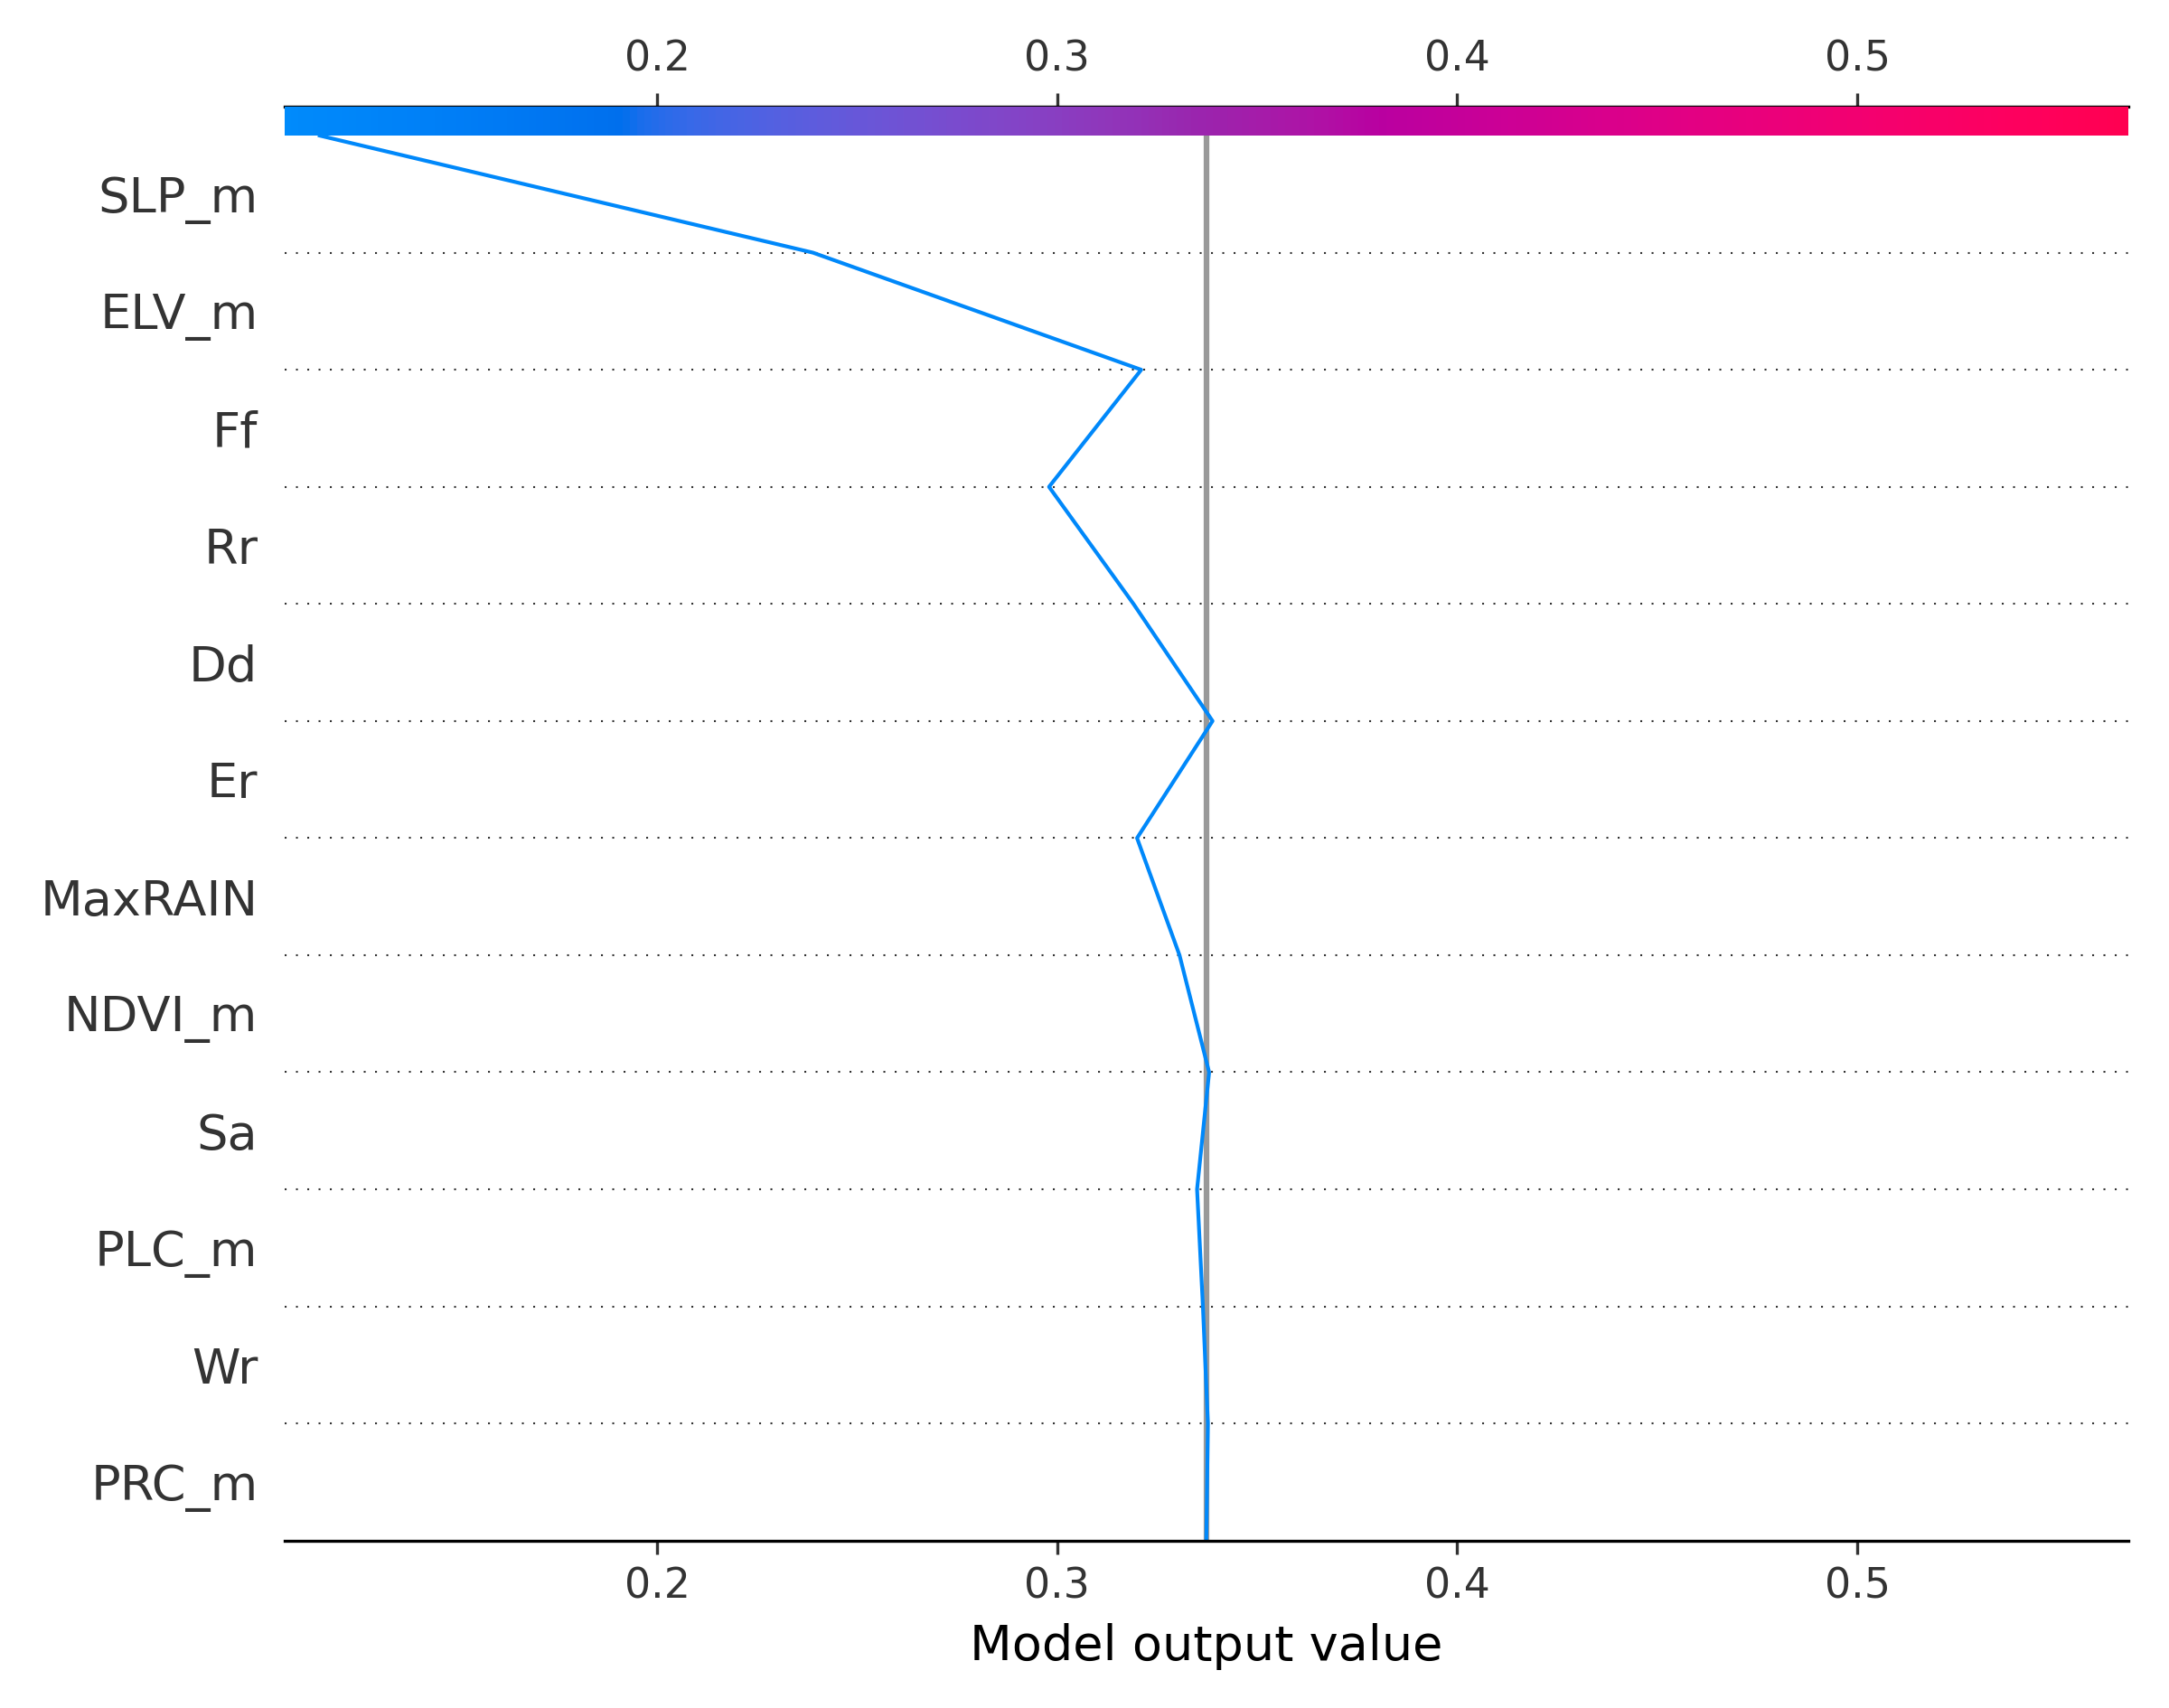 0.2 0.3 0.4 0.5
SLP_m
ELV_m
Ff
Rr
Dd
Er
MaxRAIN
NDVI_m
Sa
PLC_m
Wr
PRC_m
0.2 0.3 0.4 0.5
Model output value